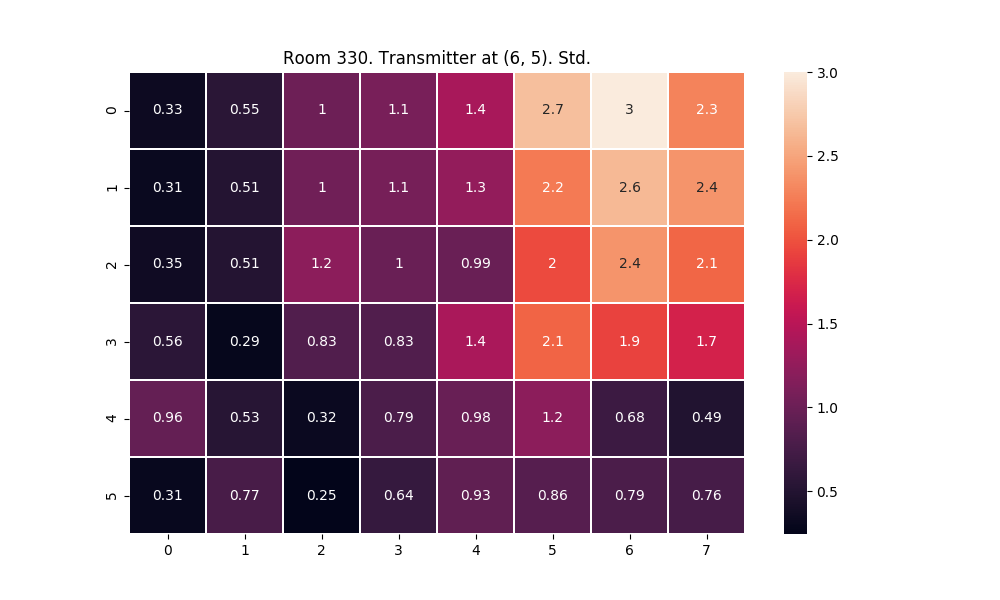 Room 330. Transmitter at (6, 5). Std.
0 0.33 0.55 1 1.1 1.4 2.7 3 2.3
1 0.31 0.51 1 1.1 1.3 2.2 2.6 2.4
2 0.35 0.51 1.2 1 0.99 2 2.4 2.1
3 0.56 0.29 0.83 0.83 1.4 2.1 1.9 1.7
4 0.96 0.53 0.32 0.79 0.98 1.2 0.68 0.49
5 0.31 0.77 0.25 0.64 0.93 0.86 0.79 0.76
0 1 2 3 4 5 6 7
3.0
2.5
2.0
1.5
1.0
0.5